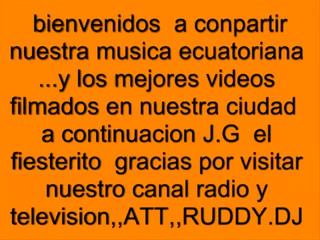 bienvenidos a conpartir
nuestra musica ecuatoriana
...y los mejores videos
filmados en nuestra ciudad
a continuacion J.G el
fiesterito gracias por visitar
nuestro canal radio y
television,,ATT,,RUDDY.DJ